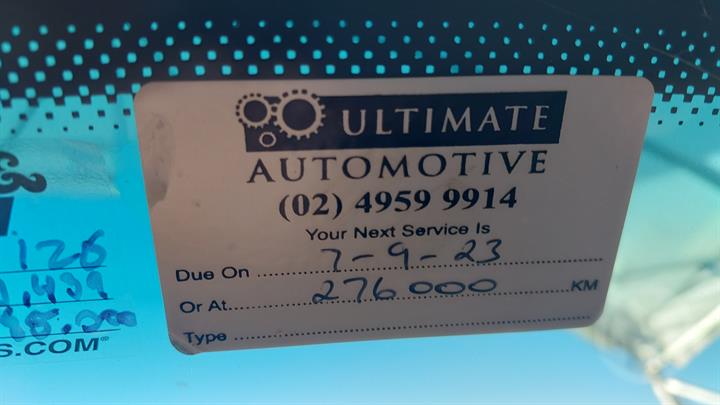 ULTIMATE
AUTOMOTIVE
(02) 4959 9914
Your Next Service Is
Due On 7-9-23
Or At 276000 KM
Type
&
126
S.COM